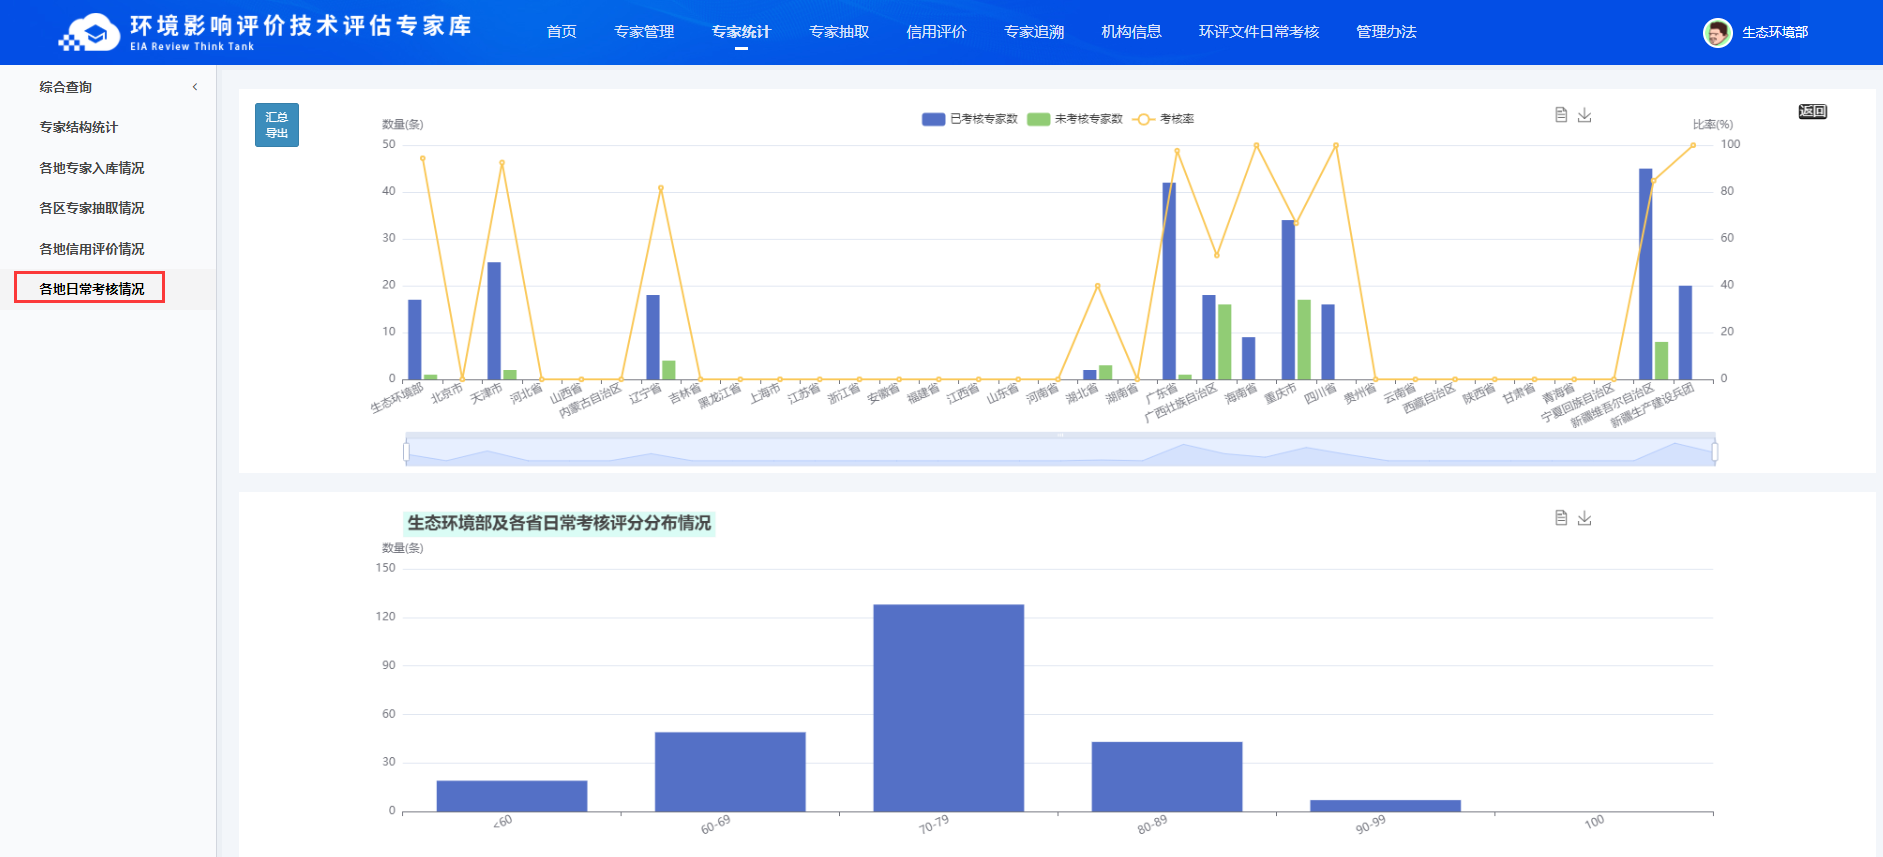 环境影响评价技术评估专家库
EIA Review Think Tank
首页 专家管理 专家统计 专家抽取 信用评价 专家追溯 机构信息 环评文件日常考核 管理办法
生态环境部
综合查询
专家结构统计
各地专家入库情况
各区专家抽取情况
各地信用评价情况
各地日常考核情况
汇总
导出
返回
已考核专家数 未考核专家数 考核率
数量(条) 比率(%)
50 100
40 80
30 60
20 40
10 20
0 0
生态环境部 北京市 天津市 河北省 山西省 内蒙古自治区 辽宁省 吉林省 黑龙江省 上海市 江苏省 浙江省 安徽省 福建省 江西省 山东省 河南省 湖北省 湖南省 广东省 广西壮族自治区 海南省 重庆市 四川省 贵州省 云南省 西藏自治区 陕西省 甘肃省 青海省 宁夏回族自治区 新疆维吾尔自治区 新疆生产建设兵团
生态环境部及各省日常考核评分分布情况
数量(条)
150
120
90
60
30
0
<60 60-69 70-79 80-89 90-99 100